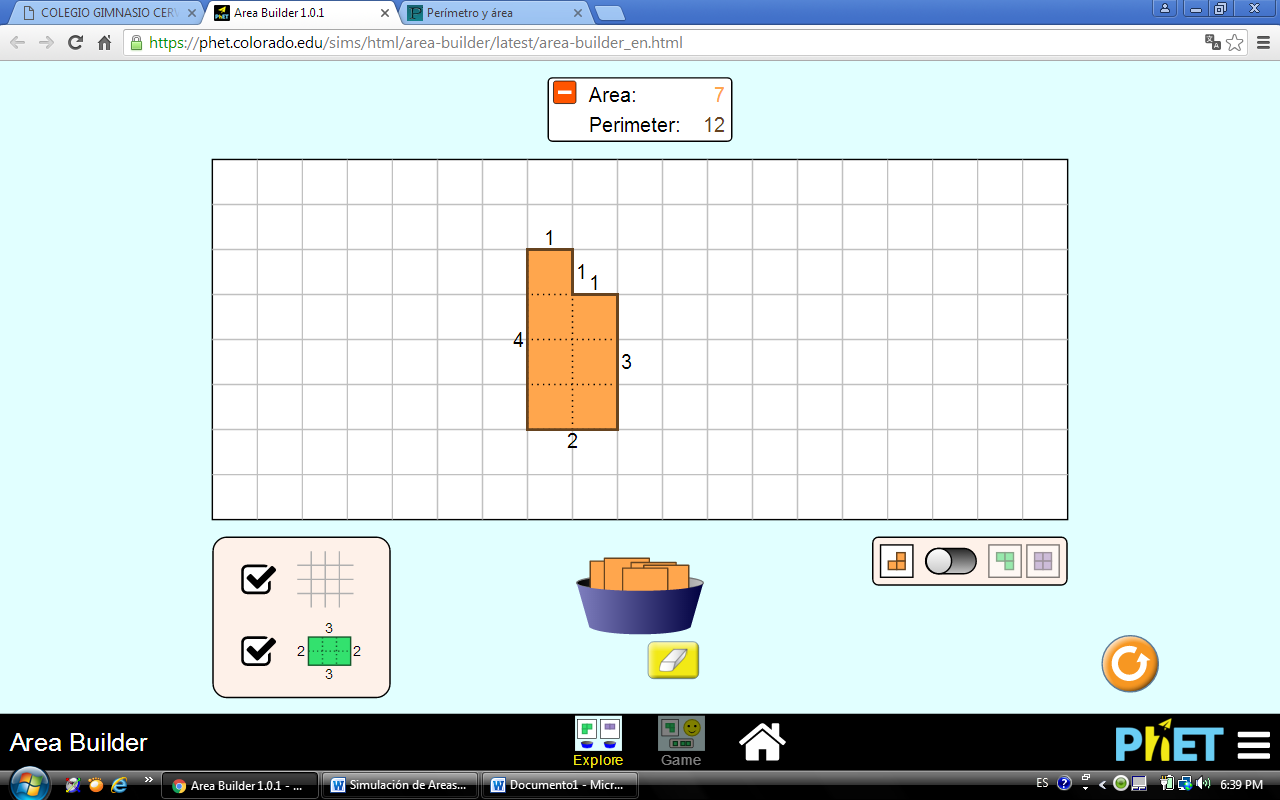 COLEGIO GIMNASIO CERV
Area Builder 1.0.1
Perímetro y área
https://phet.colorado.edu/sims/html/area-builder/latest/area-builder_en.html
Area: 7
Perimeter: 12
1
1
1
4
3
2
3
2 2
3
Area Builder
Explore
Game
PhET
Area Builder 1.0.1 - ...
Simulación de Areas...
Documento1 - Micr...
ES
6:39 PM